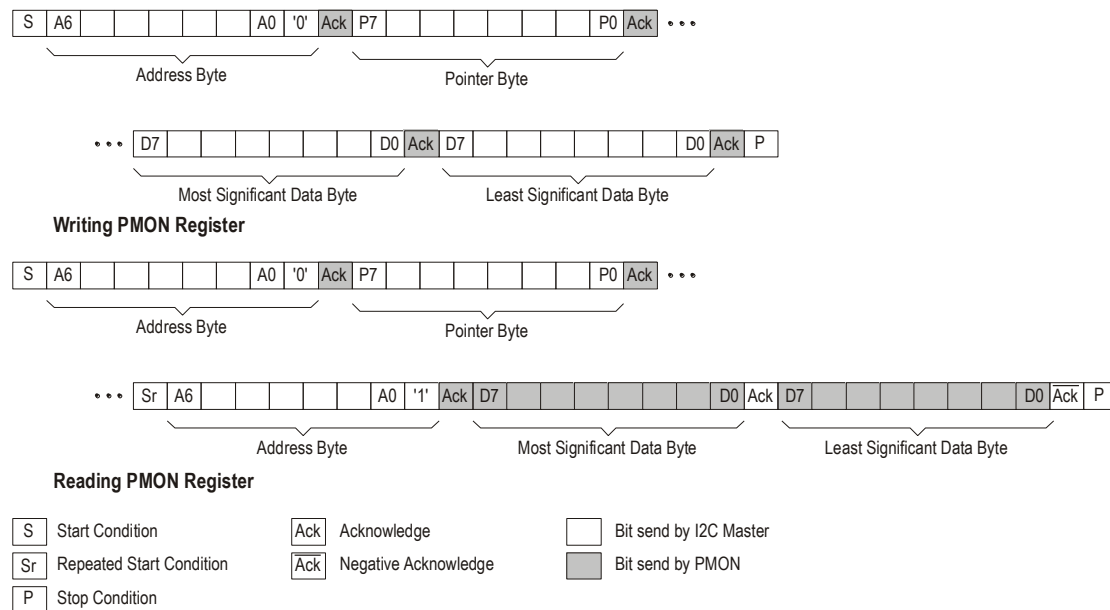 S A6 A0 '0' Ack P7 P0 Ack •••
Address Byte Pointer Byte
••• D7 D0 Ack D7 D0 Ack P
Most Significant Data Byte Least Significant Data Byte
Writing PMON Register
S A6 A0 '0' Ack P7 P0 Ack •••
Address Byte Pointer Byte
••• Sr A6 A0 '1' Ack D7 D0 Ack D7 D0 A̅c̅k̅ P
Address Byte Most Significant Data Byte Least Significant Data Byte
Reading PMON Register
S Start Condition Ack Acknowledge Bit send by I2C Master
Sr Repeated Start Condition A̅c̅k̅ Negative Acknowledge Bit send by PMON
P Stop Condition